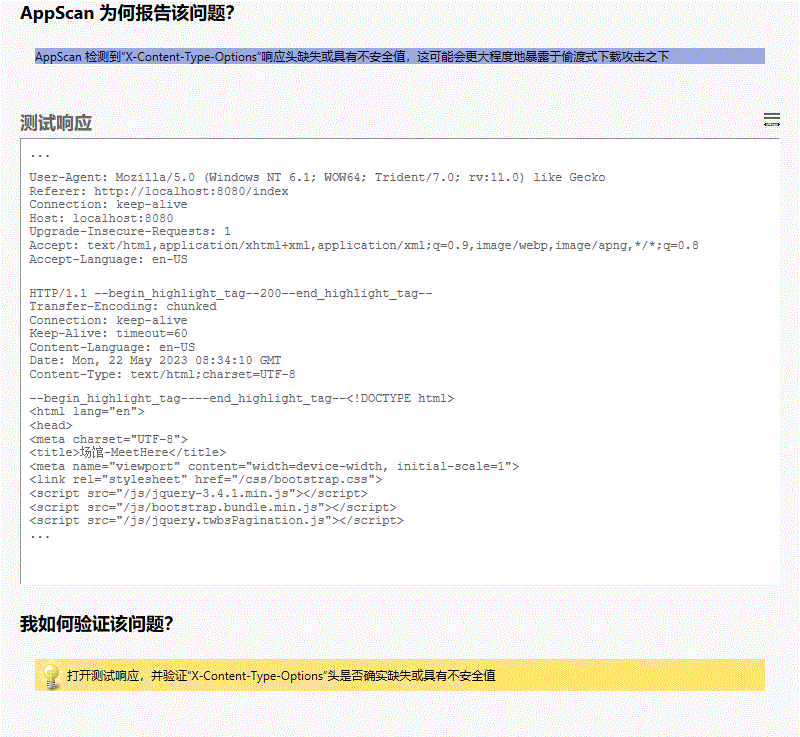 AppScan 为何报告该问题？
AppScan 检测到“X-Content-Type-Options”响应头缺失或具有不安全值，这可能会更大程度地暴露于偷渡式下载攻击之下
测试响应
...
User-Agent: Mozilla/5.0 (Windows NT 6.1; WOW64; Trident/7.0; rv:11.0) like Gecko
Referer: http://localhost:8080/index
Connection: keep-alive
Host: localhost:8080
Upgrade-Insecure-Requests: 1
Accept: text/html,application/xhtml+xml,application/xml;q=0.9,image/webp,image/apng,*/*;q=0.8
Accept-Language: en-US
HTTP/1.1 --begin_highlight_tag--200--end_highlight_tag--
Transfer-Encoding: chunked
Connection: keep-alive
Keep-Alive: timeout=60
Content-Language: en-US
Date: Mon, 22 May 2023 08:34:10 GMT
Content-Type: text/html;charset=UTF-8
--begin_highlight_tag----end_highlight_tag--<!DOCTYPE html>
<html lang="en">
<head>
<meta charset="UTF-8">
<title>场馆-MeetHere</title>
<meta name="viewport" content="width=device-width, initial-scale=1">
<link rel="stylesheet" href="/css/bootstrap.css">
<script src="/js/jquery-3.4.1.min.js"></script>
<script src="/js/bootstrap.bundle.min.js"></script>
<script src="/js/jquery.twbsPagination.js"></script>
...
我如何验证该问题？
打开测试响应，并验证“X-Content-Type-Options”头是否确实缺失或具有不安全值